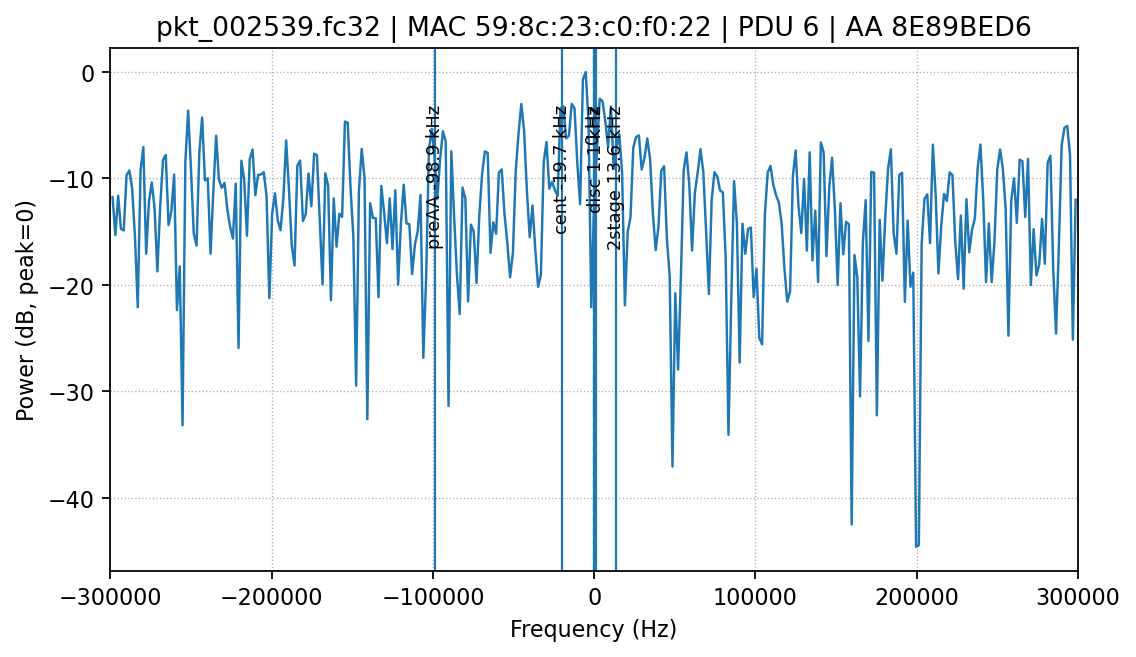 pkt_002539.fc32 | MAC 59:8c:23:c0:f0:22 | PDU 6 | AA 8E89BED6
Power (dB, peak=0)
0
−10
−20
−30
−40
preAA -98.9 kHz
cent -19.7 kHz
disc 1.10kHz
2stage 13.6 kHz
−300000
−200000
−100000
0
100000
200000
300000
Frequency (Hz)